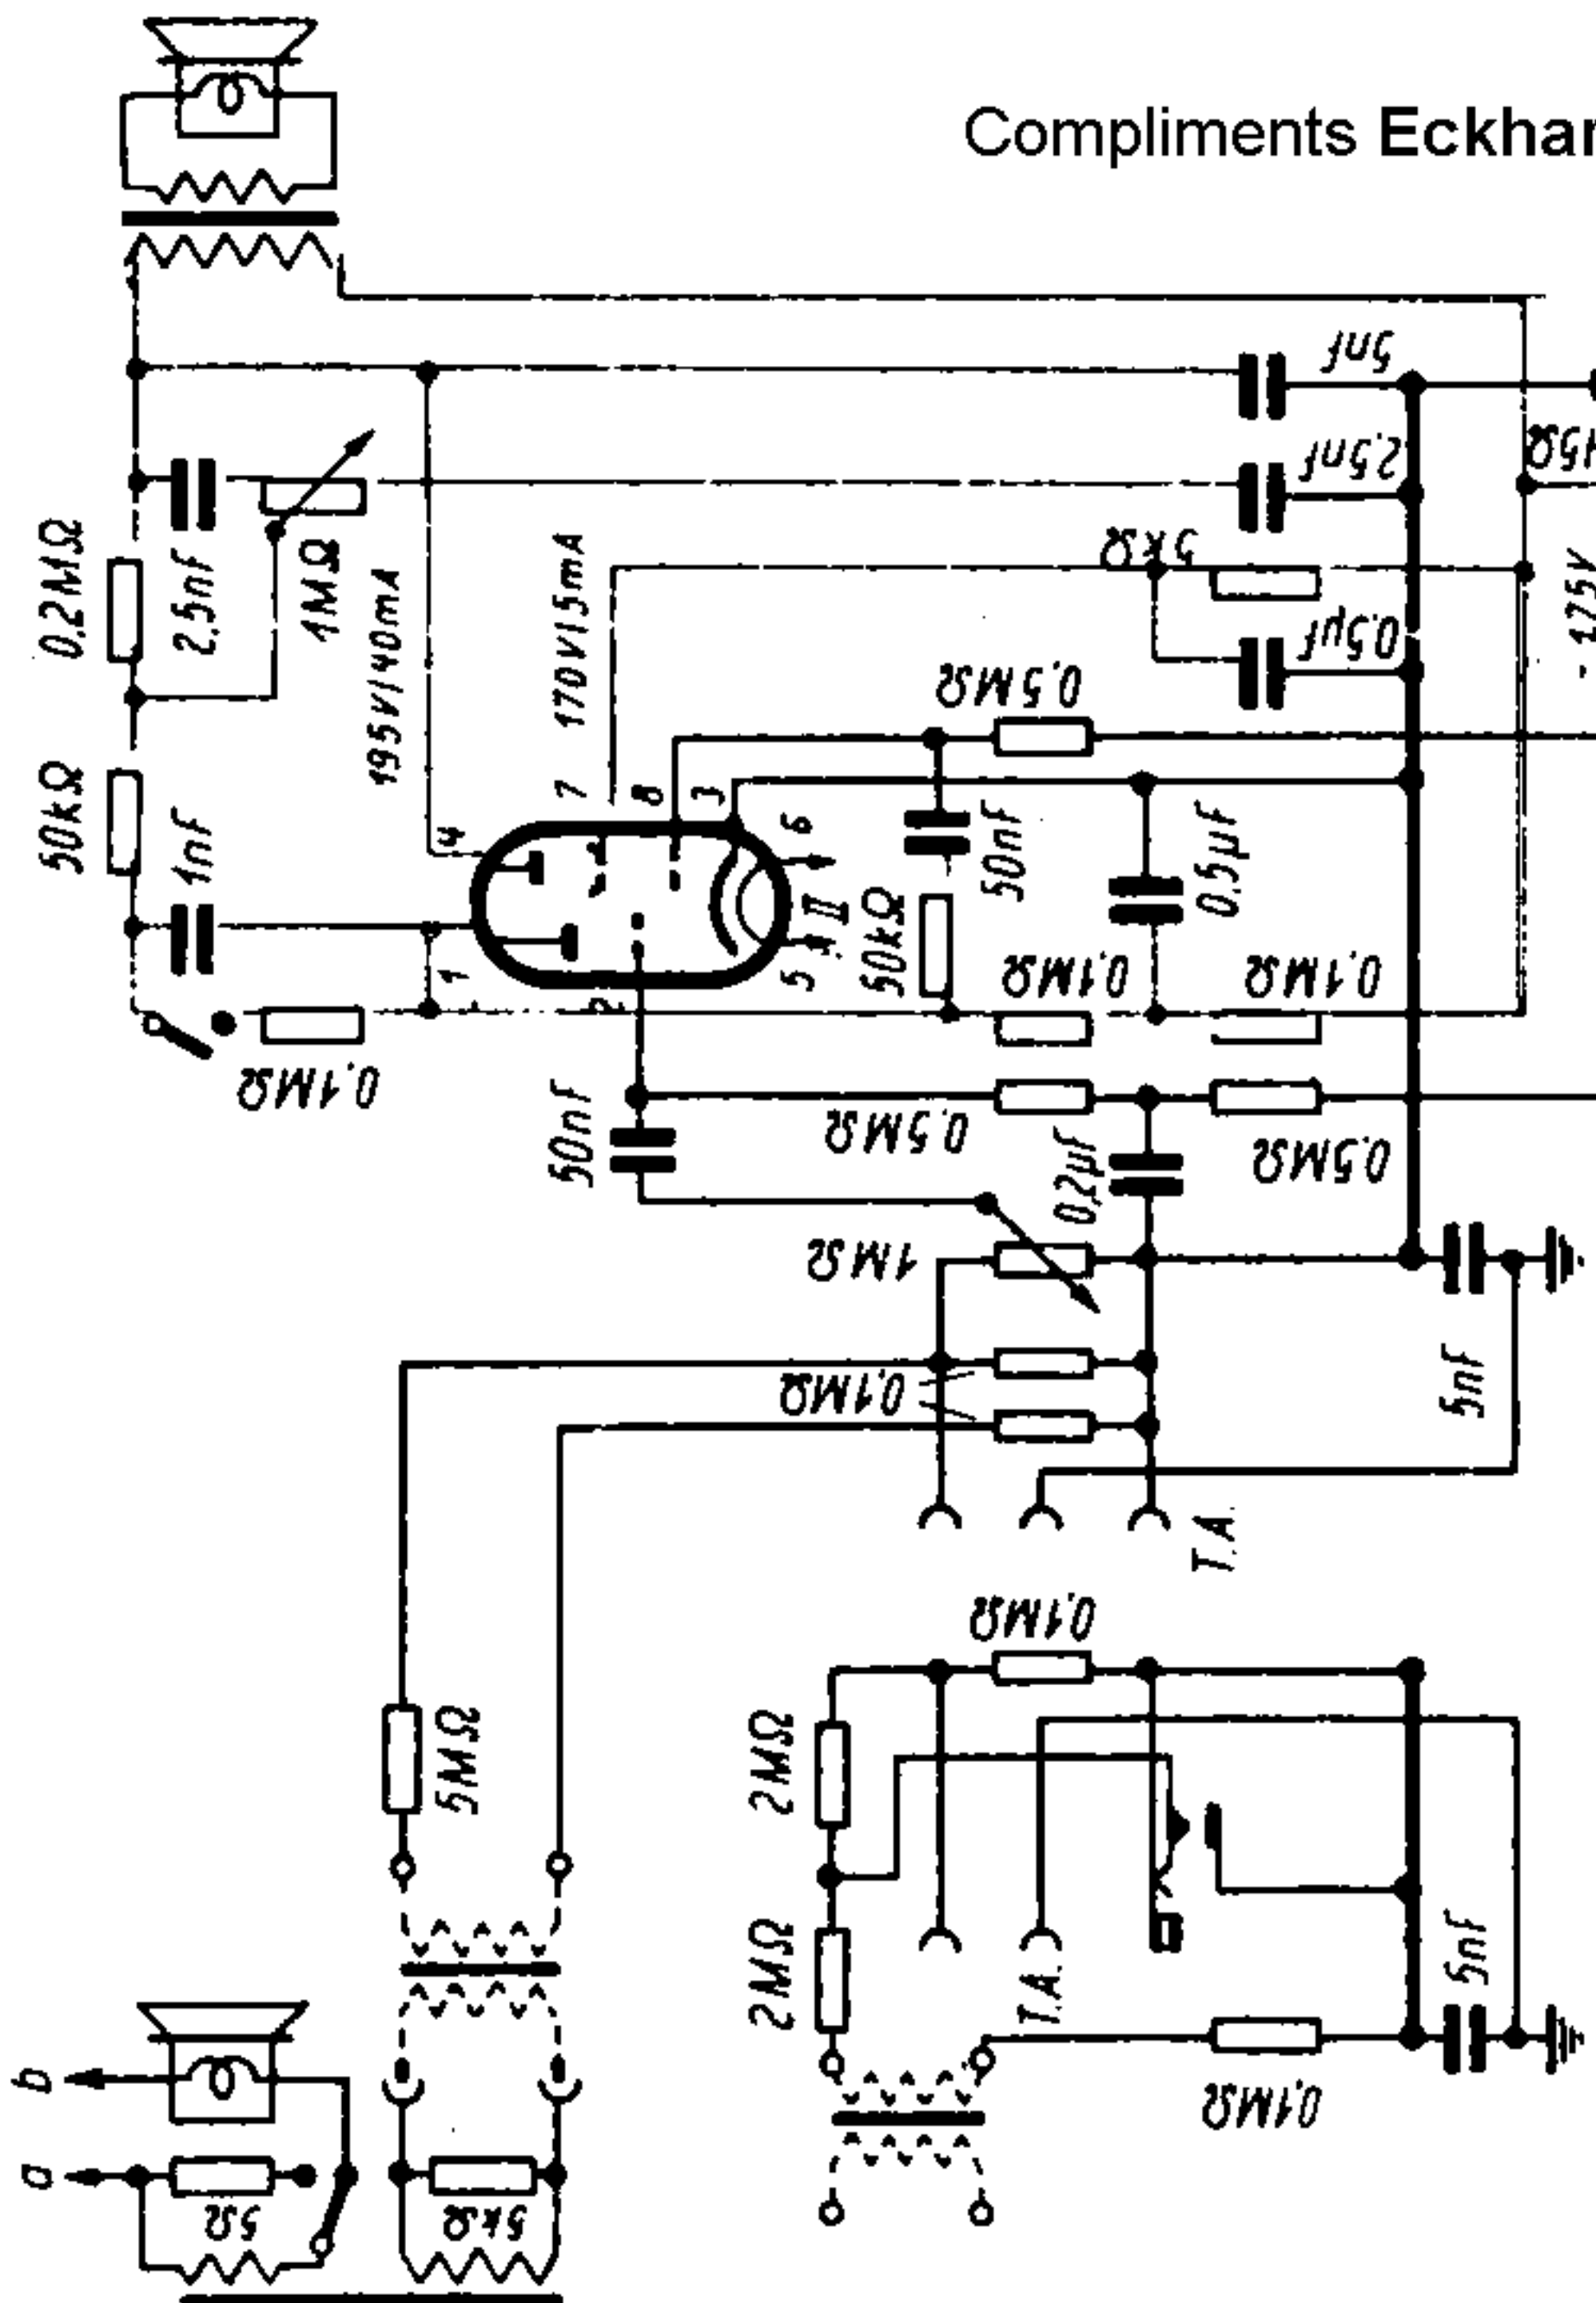 Compliments Eckhar
5nf
2,5nf
45Ω
0,2MΩ
2,5nF
1MΩ
195V/40mA
170V/5mA
5kΩ
0,5µf
- 175V
0,5MΩ
50kΩ
1nF
4
7
8
3
6
50nF
0,5µF
1
2
5
II
50kΩ
0,1MΩ
0,1MΩ
0,1MΩ
50nF
0,5MΩ
0,2µF
0,5MΩ
1MΩ
0,1MΩ
5nF
T.A.
0,1MΩ
5MΩ
2MΩ
2MΩ
T.A.
5nF
b
a
5Ω
5kΩ
0,1MΩ